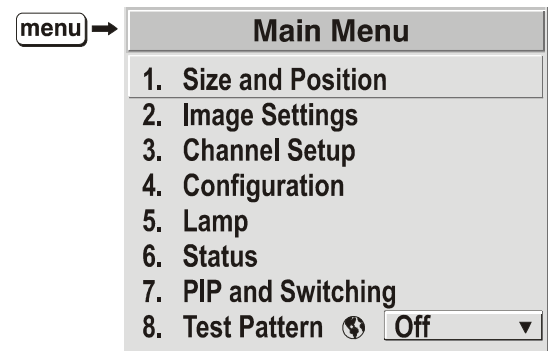 menu
Main Menu
1. Size and Position
2. Image Settings
3. Channel Setup
4. Configuration
5. Lamp
6. Status
7. PIP and Switching
8. Test Pattern Off